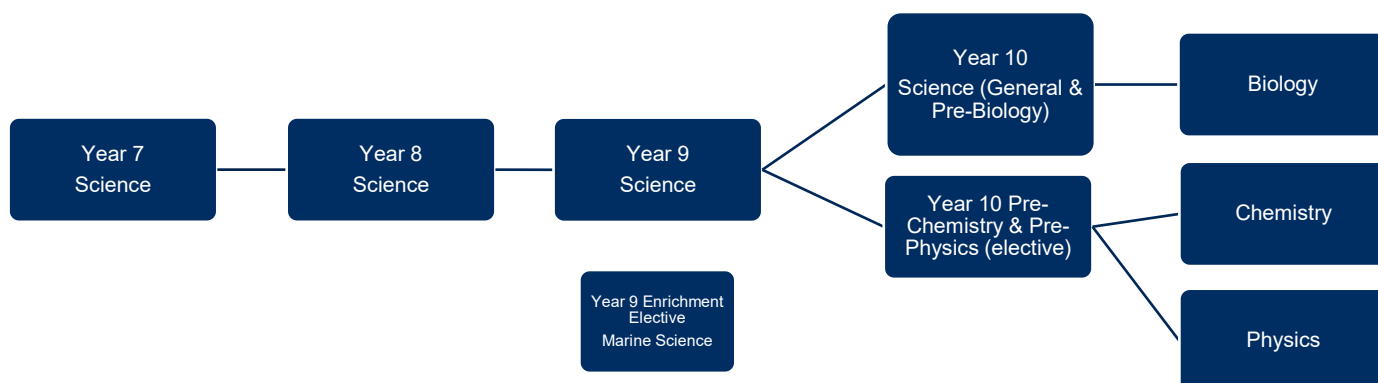 Year 7
Science
Year 8
Science
Year 9
Science
Year 9 Enrichment
Elective
Marine Science
Year 10
Science (General &
Pre-Biology)
Year 10 Pre-
Chemistry & Pre-
Physics (elective)
Biology
Chemistry
Physics